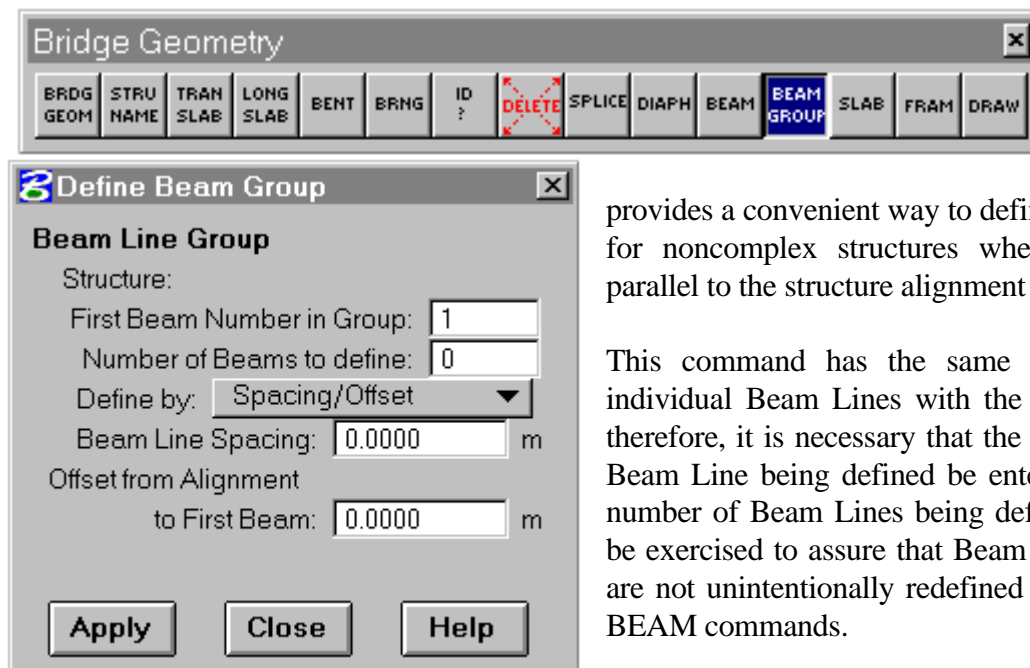 Bridge Geometry
BRDG GEOM STRU NAME TRAN SLAB LONG SLAB BENT BRNG ID ? DELETE SPLICE DIAPH BEAM BEAM GROUP SLAB FRAM DRAW
Define Beam Group
Beam Line Group
Structure:
First Beam Number in Group: 1
Number of Beams to define: 0
Define by: Spacing/Offset
Beam Line Spacing: 0.0000 m
Offset from Alignment
to First Beam: 0.0000 m
Apply Close Help
provides a convenient way to defin
for noncomplex structures whe
parallel to the structure alignment
This command has the same
individual Beam Lines with the
therefore, it is necessary that the
Beam Line being defined be ente
number of Beam Lines being def
be exercised to assure that Beam
are not unintentionally redefined
BEAM commands.